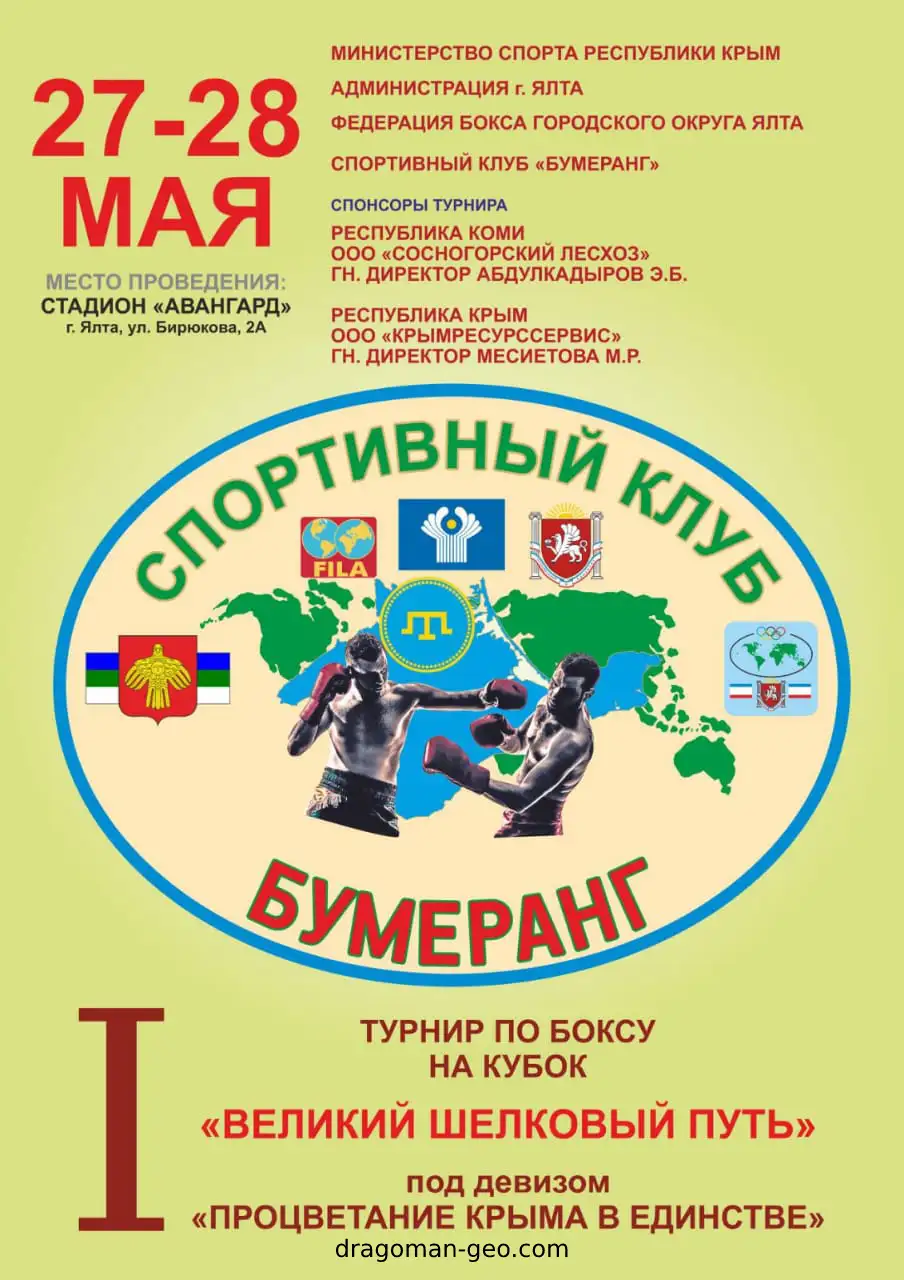 27-28
МАЯ
МЕСТО ПРОВЕДЕНИЯ:
СТАДИОН «АВАНГАРД»
г. Ялта, ул. Бирюкова, 2А
МИНИСТЕРСТВО СПОРТА РЕСПУБЛИКИ КРЫМ
АДМИНИСТРАЦИЯ г. ЯЛТА
ФЕДЕРАЦИЯ БОКСА ГОРОДСКОГО ОКРУГА ЯЛТА
СПОРТИВНЫЙ КЛУБ «БУМЕРАНГ»
СПОНСОРЫ ТУРНИРА
РЕСПУБЛИКА КОМИ
ООО «СОСНОГОРСКИЙ ЛЕСХОЗ»
ГН. ДИРЕКТОР АБДУЛКАДЫРОВ Э.Б.
РЕСПУБЛИКА КРЫМ
ООО «КРЫМРЕСУРССЕРВИС»
ГН. ДИРЕКТОР МЕСИЕТОВА М.Р.
СПОРТИВНЫЙ КЛУБ
FILA
БУМЕРАНГ
I
ТУРНИР ПО БОКСУ
НА КУБОК
«ВЕЛИКИЙ ШЕЛКОВЫЙ ПУТЬ»
под девизом
«ПРОЦВЕТАНИЕ КРЫМА В ЕДИНСТВЕ»
dragoman-geo.com